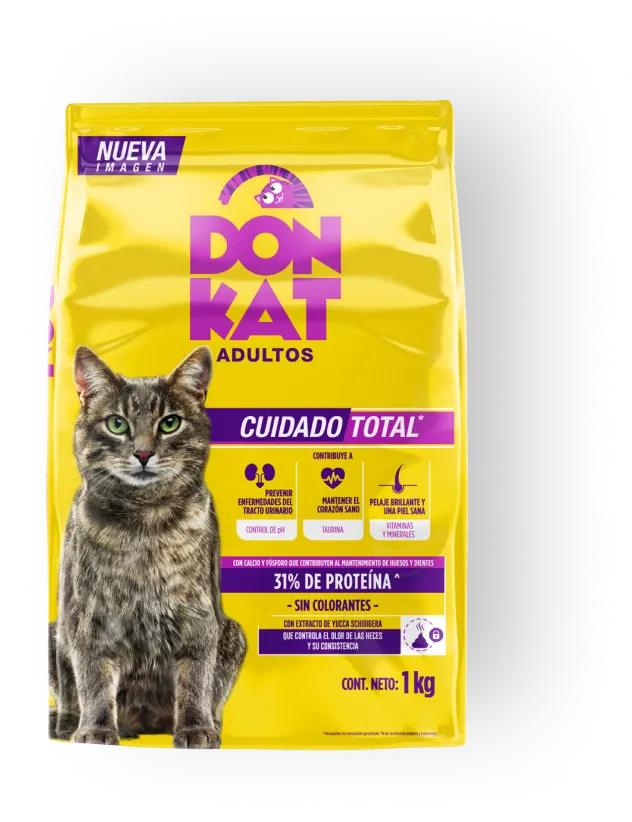 NUEVA
IMAGEN
DON
KAT
ADULTOS
CUIDADO TOTAL*
CONTRIBUYE A
PREVENIR
ENFERMEDADES DEL
TRACTO URINARIO
CONTROL DE pH
MANTENER EL
CORAZÓN SANO
TAURINA
PELAJE BRILLANTE Y
UNA PIEL SANA
VITAMINAS
Y MINERALES
CON CALCIO Y FÓSFORO QUE CONTRIBUYEN AL MANTENIMIENTO DE HUESOS Y DIENTES
31% DE PROTEÍNA^
- SIN COLORANTES -
CON EXTRACTO DE YUCCA SCHIDIGERA
QUE CONTROLA EL OLOR DE LAS HECES
Y SU CONSISTENCIA
CONT. NETO: 1 kg